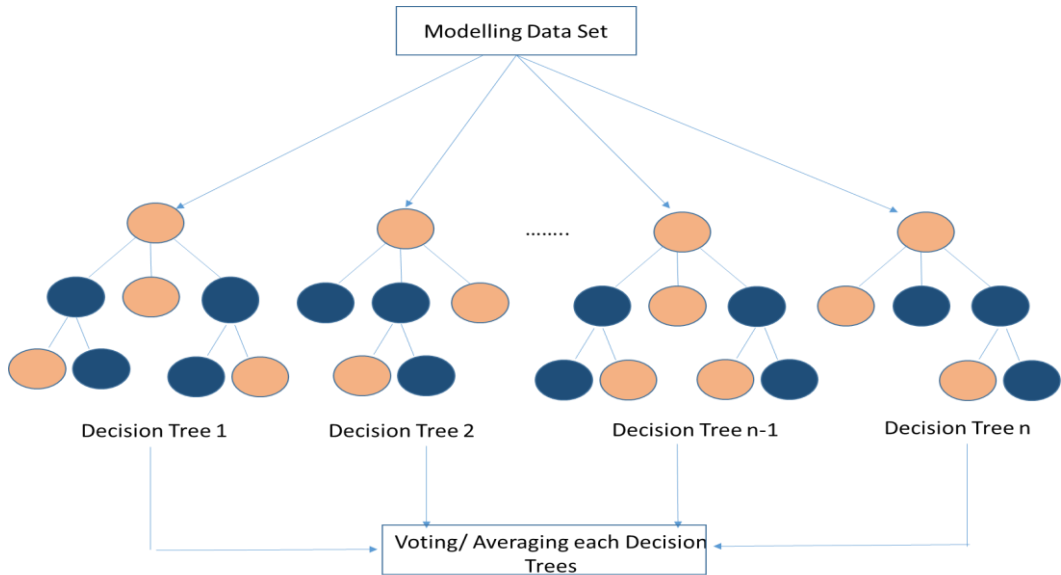 Modelling Data Set
........
Decision Tree 1
Decision Tree 2
Decision Tree n-1
Decision Tree n
Voting/ Averaging each Decision
Trees